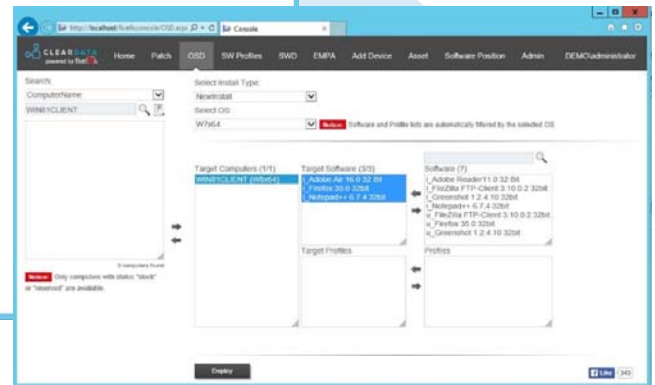 http://localhost/
Console
CLEARDATA
powered by
Home Patch OSD SW Profiles SWD EMPA Add Device Asset Software Position Admin DEMO\administrator
Search:
ComputerName
WIN81CLIENT
Select Install Type:
NewInstall
Select OS:
W7x64
Notice: Software and Profile lists are automatically filtered by the selected OS.
Target Computers (1/1)
WIN81CLIENT (W8x64)
Target Software (3/3)
i_Adobe Air 16.0 32 Bit
i_Firefox 35.0 32bit
i_Notepad++ 6.7.4 32Bit
Software (7)
i_Adobe Reader11.0 32 Bit
i_FileZilla FTP-Client 3.10.0.2 32bit
i_Greenshot 1.2.4.10 32Bit
i_Notepad++ 6.7.4 32Bit
u_FileZilla FTP-Client 3.10.0.2 32bit
u_Firefox 35.0 32bit
u_Greenshot 1.2.4.10 32Bit
0 computers found
Notice: Only computers with status "stock"
or "reserved" are available.
Target Profiles
Profiles
Deploy
Like 243